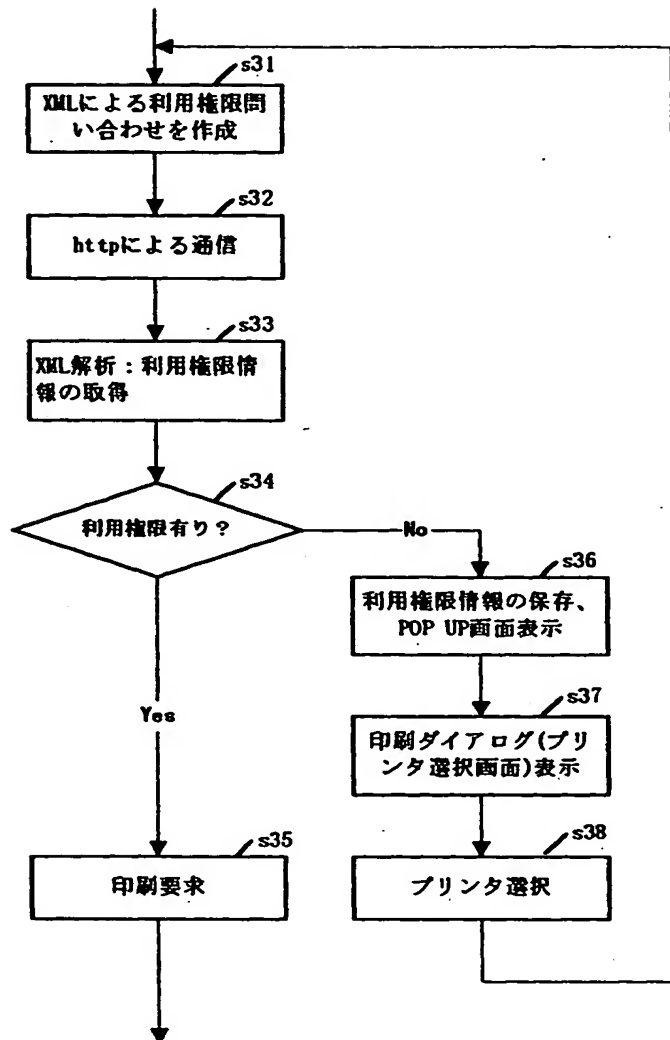 s31
XMLによる利用権限問
い合わせを作成
s32
httpによる通信
s33
XML解析:利用権限情
報の取得
s34
利用権限有り?
No
s36
利用権限情報の保存、
POP UP画面表示
s37
印刷ダイアログ(プリ
ンタ選択画面)表示
Yes
s35
印刷要求
s38
プリンタ選択